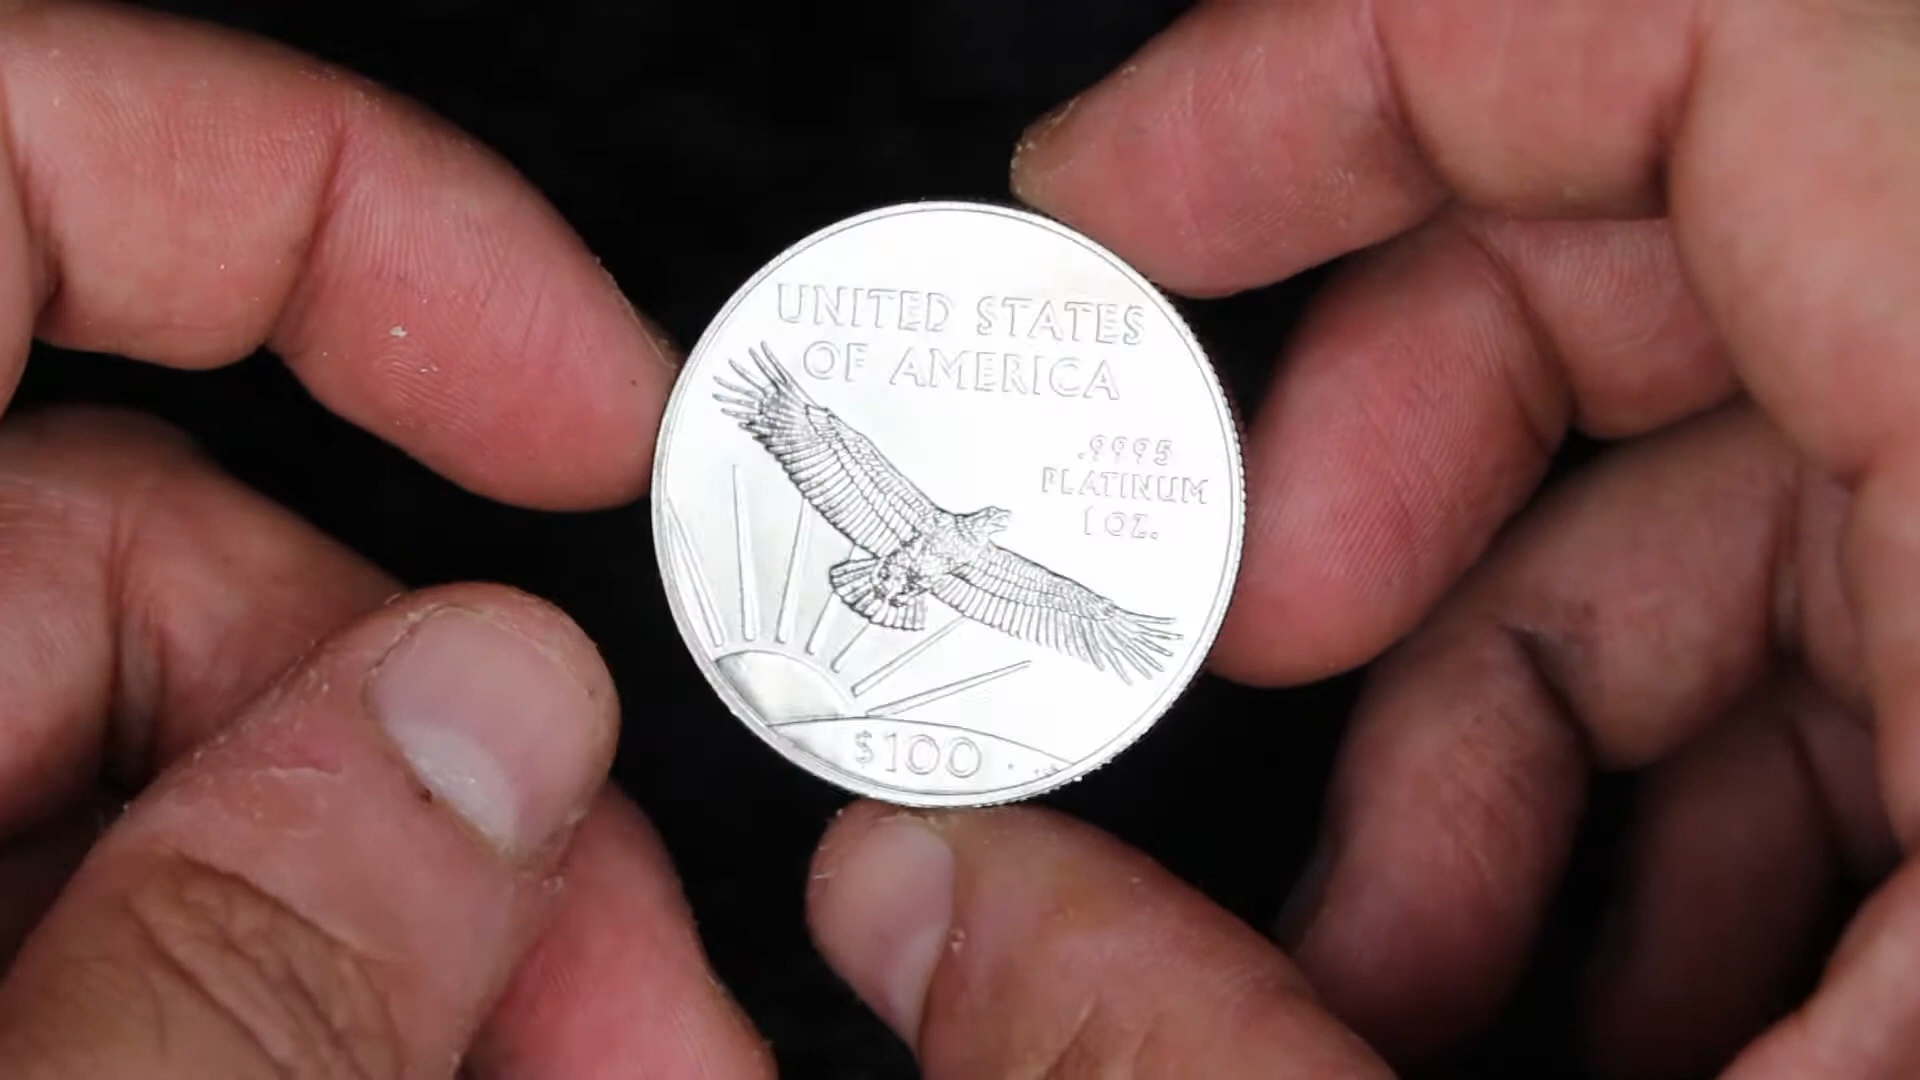 UNITED STATES
OF AMERICA
.9995
PLATINUM
1 OZ.
$100